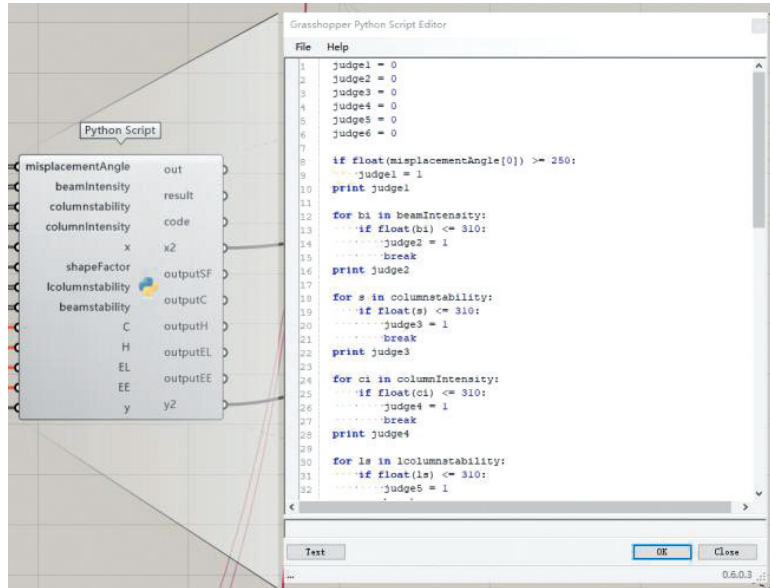 Grasshopper Python Script Editor
File Help
Python Script
misplacementAngle
beamIntensity
columnstability
columnIntensity
x
shapeFactor
lcolumnstability
beamstability
C
H
EL
EE
y
out
result
code
x2
outputSF
outputC
outputH
outputEL
outputEE
y2
1 judge1 = 0
2 judge2 = 0
3 judge3 = 0
4 judge4 = 0
5 judge5 = 0
6 judge6 = 0
7
8 if float(misplacementAngle[0]) >= 250:
9 judge1 = 1
10 print judge1
11
12 for bi in beamIntensity:
13 if float(bi) <= 310:
14 judge2 = 1
15 break
16 print judge2
17
18 for s in columnstability:
19 if float(s) <= 310:
20 judge3 = 1
21 break
22 print judge3
23
24 for ci in columnIntensity:
25 if float(ci) <= 310:
26 judge4 = 1
27 break
28 print judge4
29
30 for ls in lcolumnstability:
31 if float(ls) <= 310:
32 judge5 = 1
Test OK Close
... 0.6.0.3